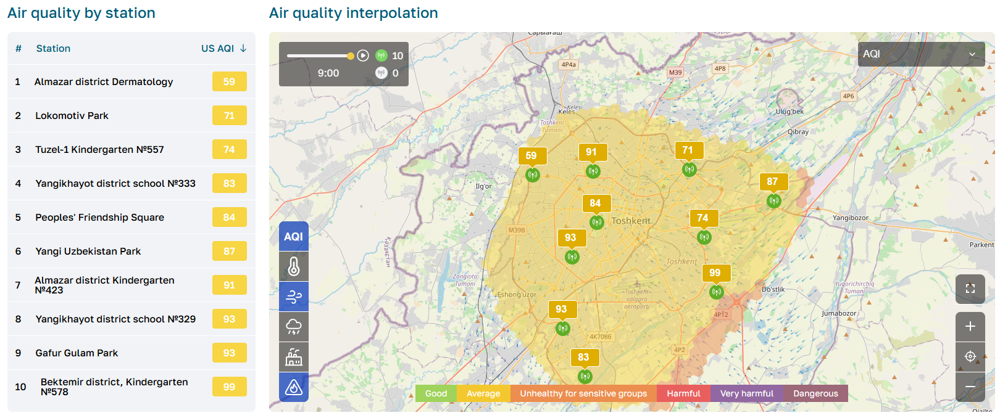 Air quality by station
# Station US AQI ↓
1 Almazar district Dermatology 59
2 Lokomotiv Park 71
3 Tuzel-1 Kindergarten №557 74
4 Yangikhayot district school №333 83
5 Peoples' Friendship Square 84
6 Yangi Uzbekistan Park 87
7 Almazar district Kindergarten
№423 91
8 Yangikhayot district school №329 93
9 Gafur Gulam Park 93
10 Bektemir district, Kindergarten
№578 99
Air quality interpolation
10
9:00 0
AQI
Сарыағаш
4P4a
M39
4P8
4P6
Keles
Keles
Toshkent
Tumani
Ulug'bek
Qibray
59
91
71
87
Ilg'or
84
Toshkent
74
Yangibozor
M39B
93
Parkent
Қазақстан
Toshkent
99
Zangiota
Tumani
Eshong'uzor
«Toshkent»
xalqaro
aeroporti
Do'stlik
Yuqorichirchiq
Tumani
93
4P12
Jumabozor
4K7086
4P2
83
AQI
Good
Average
Unhealthy for sensitive groups
Harmful
Very harmful
Dangerous